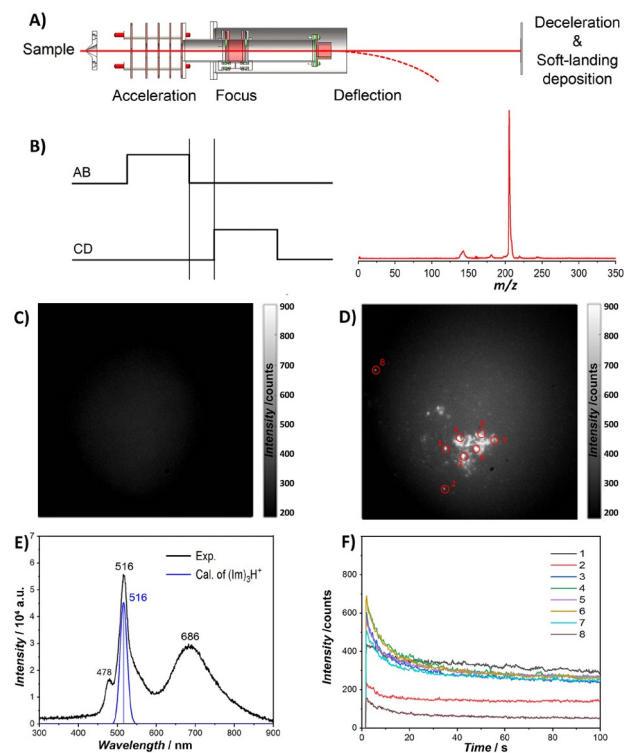 A)
Sample
Acceleration
Focus
Deflection
Deceleration
&
Soft-landing
deposition
B)
AB
CD
0 50 100 150 200 250 300 350
m/z
C)
900
800
700
600
500
400
300
200
Intensity /counts
D)
8
2
900
800
700
600
500
400
300
200
Intensity /counts
E)
7
6
5
4
3
2
1
0
Intensity / 10⁴ a.u.
516
516
478
686
Exp.
Cal. of (Im)₃H⁺
300 400 500 600 700 800 900
Wavelength / nm
F)
800
600
400
200
0
Intensity /counts
1
2
3
4
5
6
7
8
0 20 40 60 80 100
Time / s